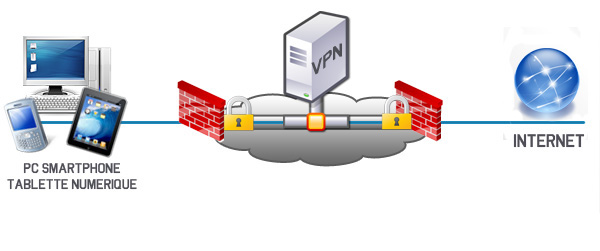 VPN
PC SMARTPHONE
TABLETTE NUMERIQUE
INTERNET